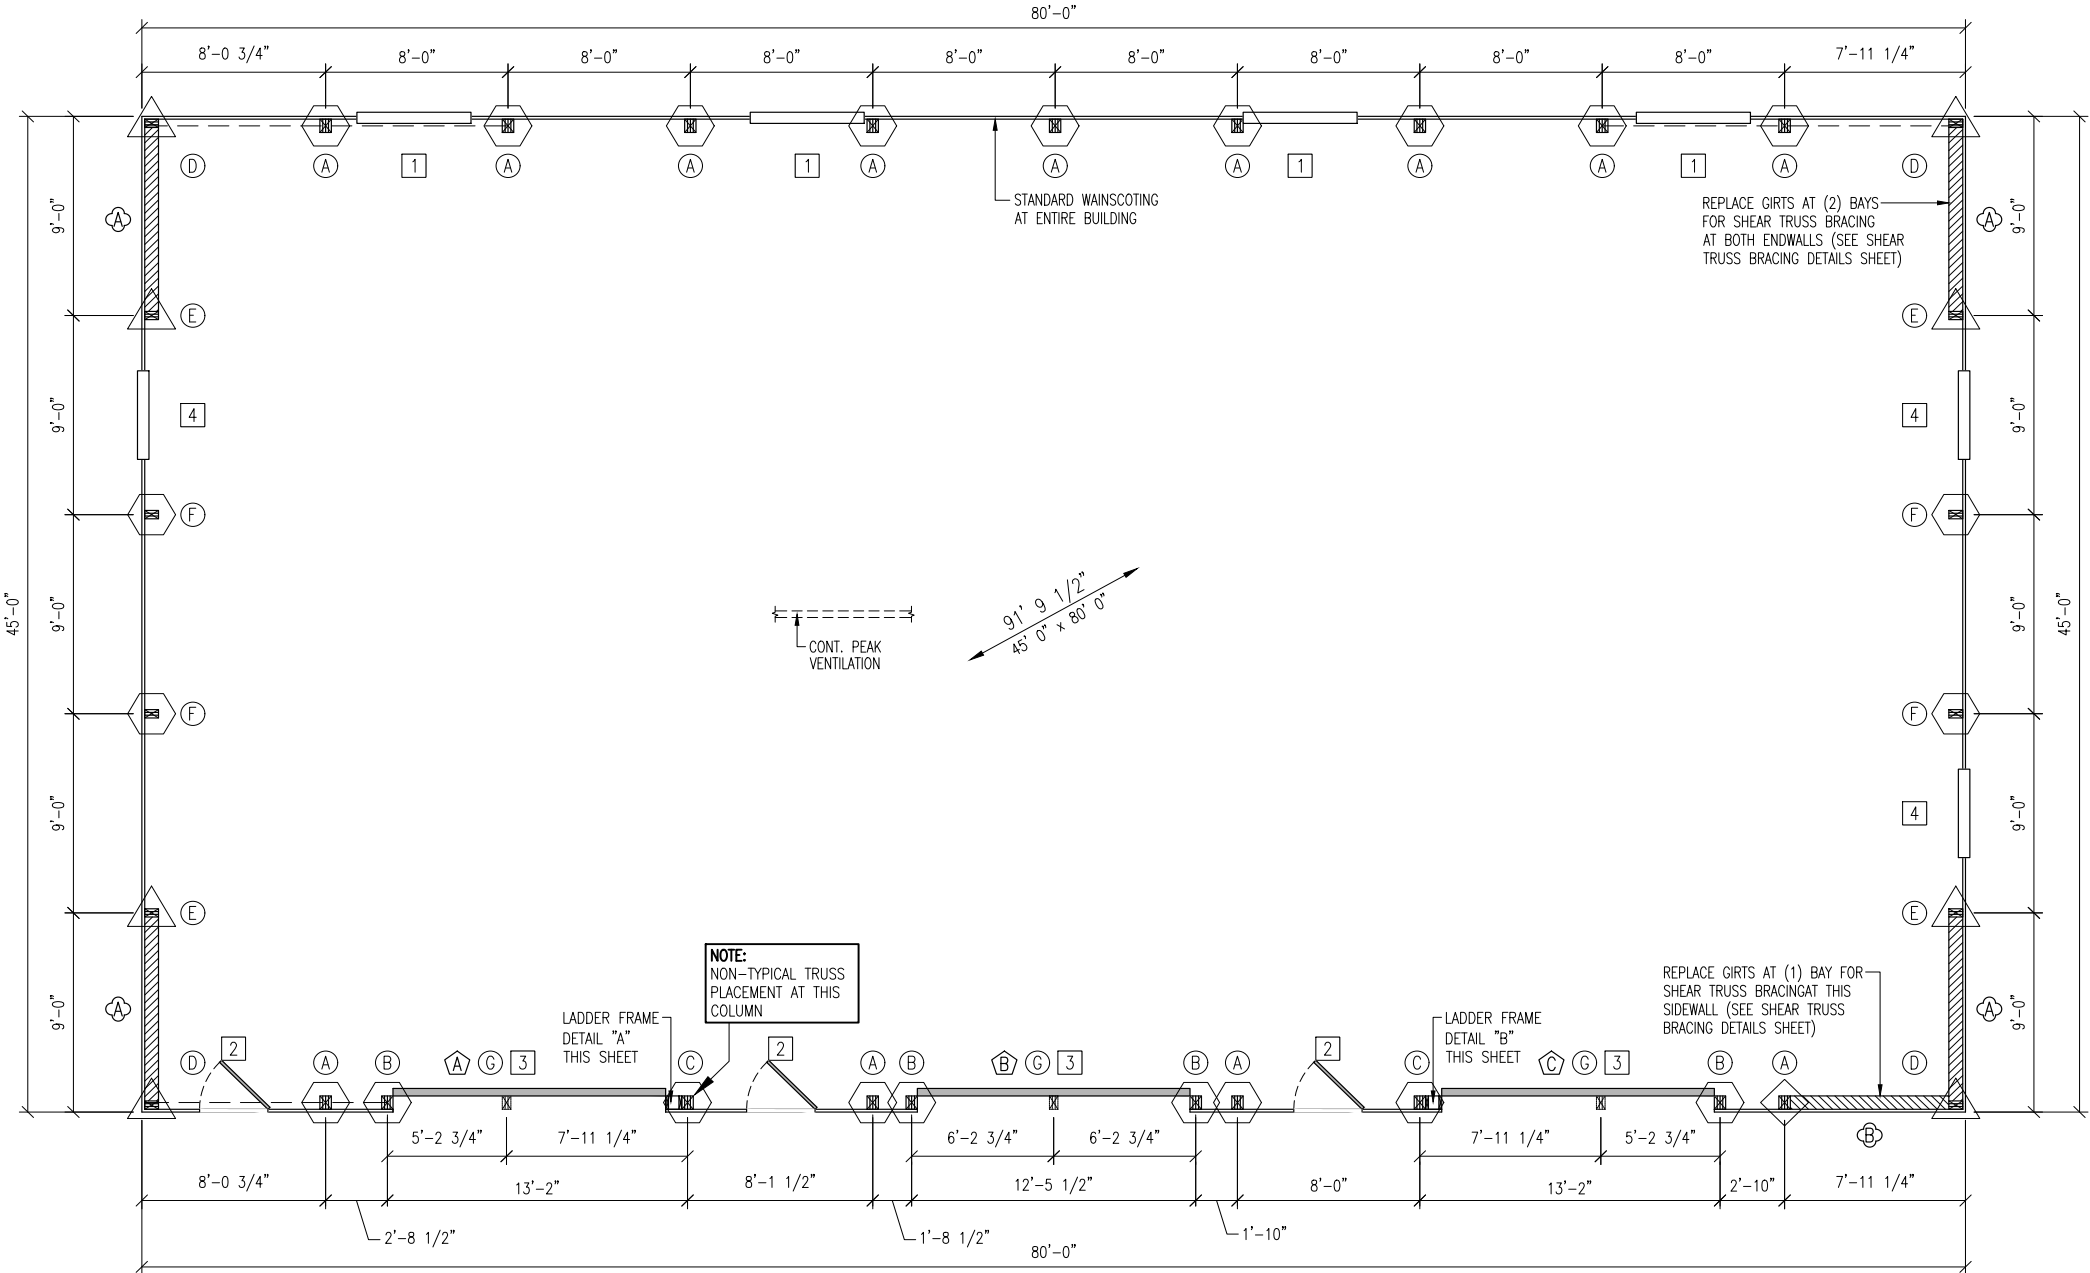 80'-0"
8'-0 3/4" 8'-0" 8'-0" 8'-0" 8'-0" 8'-0" 8'-0" 8'-0" 8'-0" 7'-11 1/4"
D A 1 A A 1 A A A 1 A A 1 A D
STANDARD WAINSCOTING
AT ENTIRE BUILDING
REPLACE GIRTS AT (2) BAYS
FOR SHEAR TRUSS BRACING
AT BOTH ENDWALLS (SEE SHEAR
TRUSS BRACING DETAILS SHEET)
9'-0" A A 9'-0"
E E
9'-0" 4 4 9'-0"
F F
45'-0" 9'-0" 9'-0" 45'-0"
91' 9 1/2"
45' 0" x 80' 0"
CONT. PEAK
VENTILATION
F F
9'-0" 4 9'-0"
E E
9'-0" A A 9'-0"
NOTE:
NON-TYPICAL TRUSS
PLACEMENT AT THIS
COLUMN
REPLACE GIRTS AT (1) BAY FOR
SHEAR TRUSS BRACINGAT THIS
SIDEWALL (SEE SHEAR TRUSS
BRACING DETAILS SHEET)
LADDER FRAME
DETAIL "A"
THIS SHEET
LADDER FRAME
DETAIL "B"
THIS SHEET
2 2 2
D A B A G 3 C A B B G 3 B A C C G 3 B A D
B
5'-2 3/4" 7'-11 1/4" 6'-2 3/4" 6'-2 3/4" 7'-11 1/4" 5'-2 3/4"
8'-0 3/4" 13'-2" 8'-1 1/2" 12'-5 1/2" 8'-0" 13'-2" 2'-10" 7'-11 1/4"
2'-8 1/2" 1'-8 1/2" 1'-10"
80'-0"